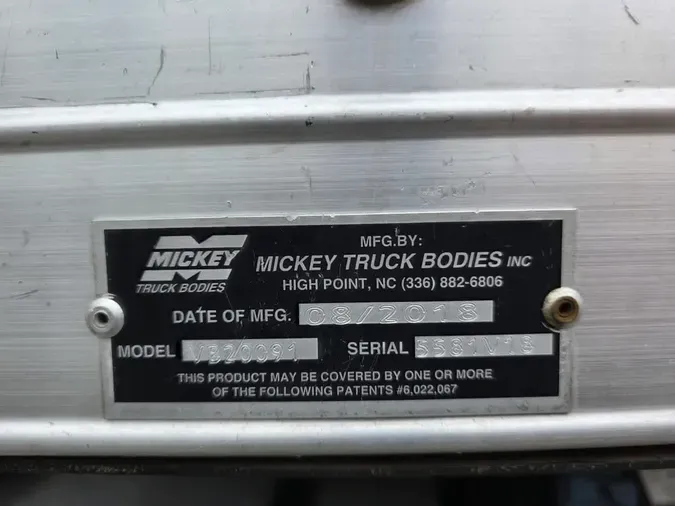 MICKEY
TRUCK BODIES
MFG.BY:
MICKEY TRUCK BODIES INC
HIGH POINT, NC (336) 882-6806
DATE OF MFG. 08/2018
MODEL VB20091 SERIAL 5581V18
THIS PRODUCT MAY BE COVERED BY ONE OR MORE
OF THE FOLLOWING PATENTS #6,022,067